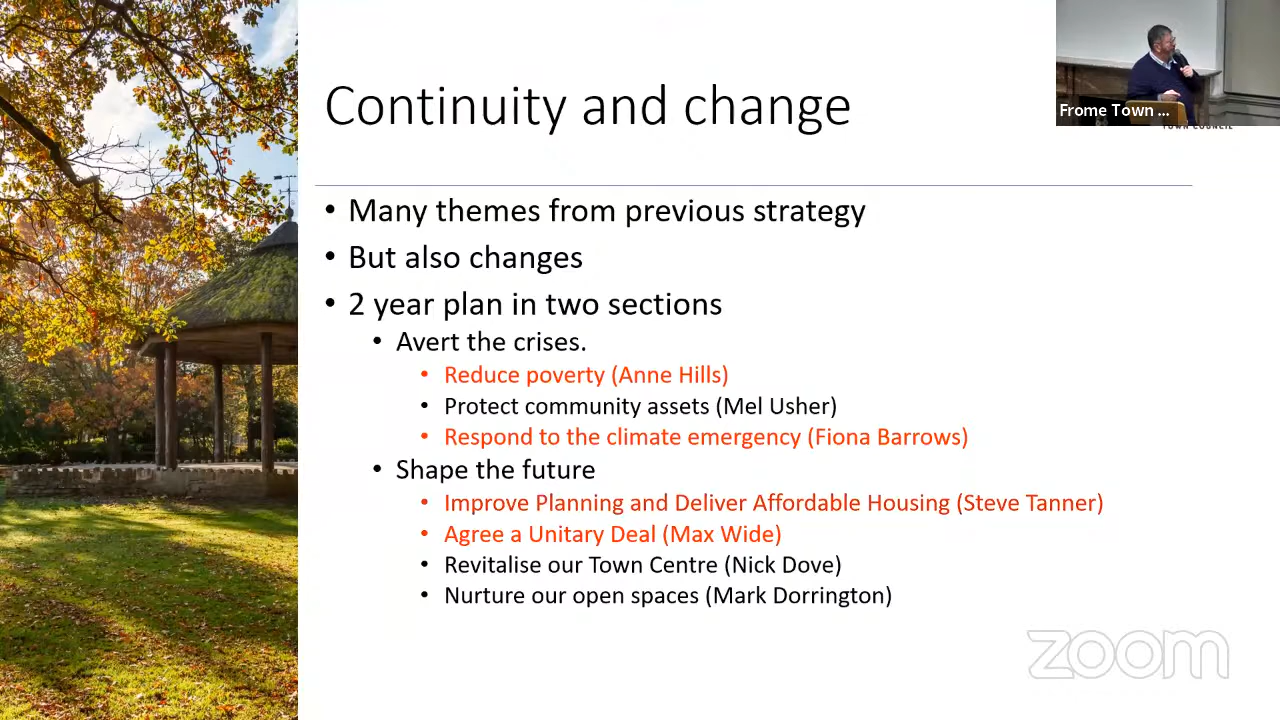 Continuity and change
Frome Town ...
TOWN COUNCIL
• Many themes from previous strategy
• But also changes
• 2 year plan in two sections
• Avert the crises.
• Reduce poverty (Anne Hills)
• Protect community assets (Mel Usher)
• Respond to the climate emergency (Fiona Barrows)
• Shape the future
• Improve Planning and Deliver Affordable Housing (Steve Tanner)
• Agree a Unitary Deal (Max Wide)
• Revitalise our Town Centre (Nick Dove)
• Nurture our open spaces (Mark Dorrington)
zoom